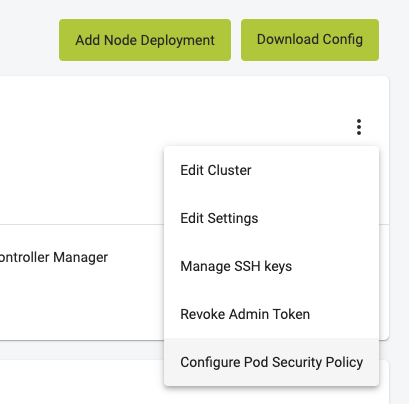 Add Node Deployment
Download Config
Edit Cluster
Edit Settings
ontroller Manager
Manage SSH keys
Revoke Admin Token
Configure Pod Security Policy